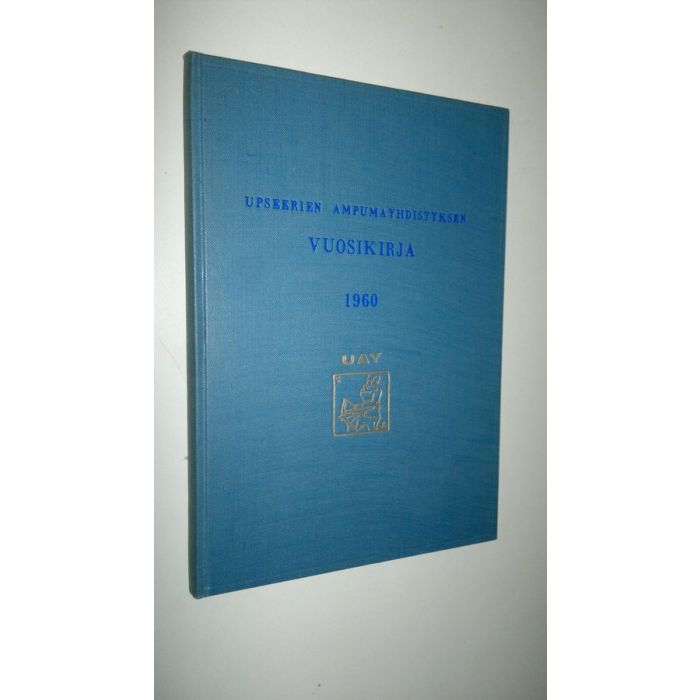 UPSEERIEN AMPUMAYHDISTYKSEN
VUOSIKIRJA
1960
UAY